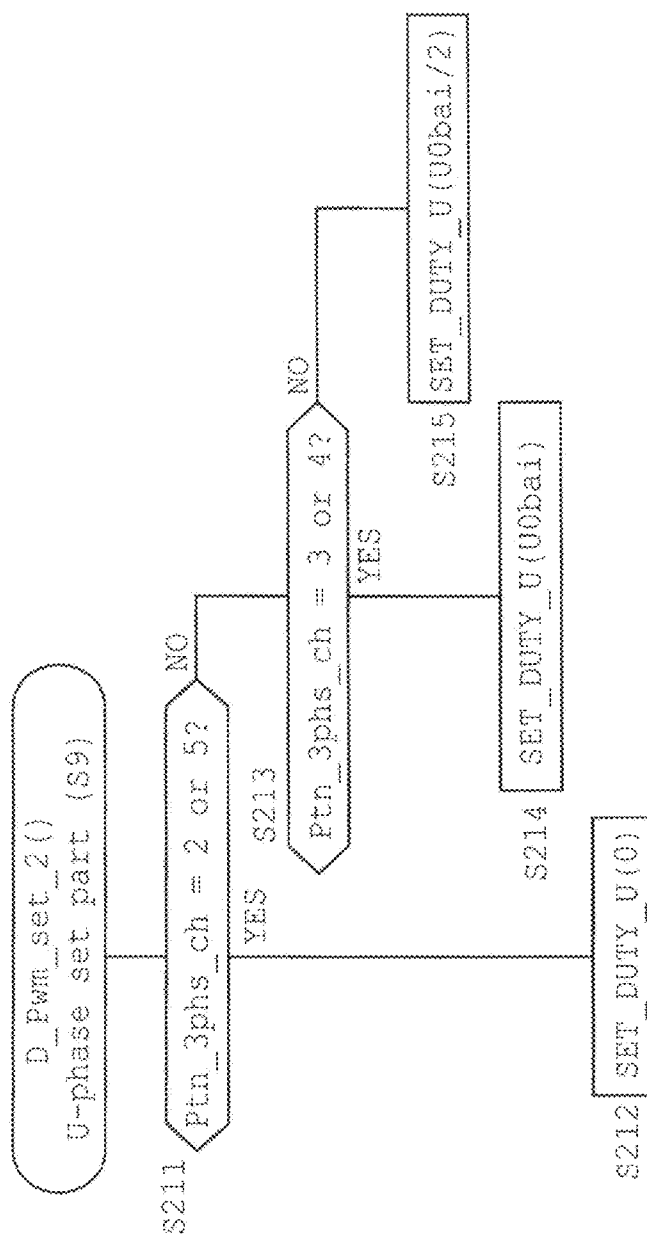 D_Pwm_set_2()
U-phase set part (S9)
S211
Ptn_3phs_ch = 2 or 5?
NO
YES
S213
Ptn_3phs_ch = 3 or 4?
NO
YES
S212
SET_DUTY_U(0)
S214
SET_DUTY_U(U0bai)
S215
SET_DUTY_U(U0bai/2)